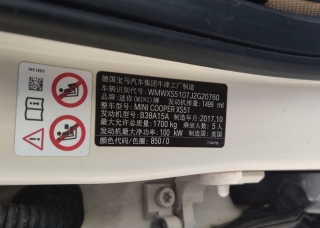 德国宝马汽车集团牛津工厂制造
车辆识别代号: WMWXS5107J2G20760
品牌: 迷你(MINI)牌 发动机排量: 1499 ml
整车型号: MINI COOPER XS51
发动机型号: B38A15A 制造年月: 2017.10
最大允许总质量: 1700 kg 乘坐人数: 5 人
发动机最大净功率: 100 kW 制造国: 英国
颜色代码/色圈: 850/0